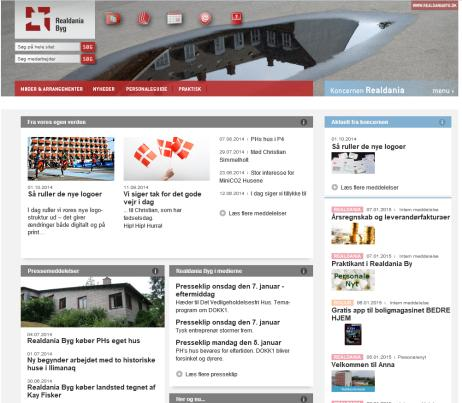 WWW.REALDANIABYG.DK
Realdania
Byg
Søg på hele sitet
SØG
Søg medarbejder
SØG
MØDER & ARRANGEMENTER
NYHEDER
PERSONALEGUIDE
PRAKTISK
Koncernen Realdania
menu
Fra vores egen verden
01.10.2014
Så ruller de nye logoer
I dag ruller vi vores nye logo-
struktur ud – det giver
ændringer både digitalt og på
print...
11.09.2014
Vi siger tak for det gode
vejr i dag
... til Christian, som har
fødselsdag.
Hip! Hip! Hurra!
07.08.2014 PHs hus i P4
29.07.2014 Mød Christian
Simmelholt
23.06.2014 Stor interesse for
MiniCO2 Husene
12.06.2014 I dag siger vi tillykke til
Læs flere meddelelser
Aktuelt fra koncernen
01.10.2014
Så ruller de nye logoer
Læs flere meddelelser
REALDANIA 07.01.2015 Intern meddelelse
Årsregnskab og leverandørfakturaer
REALDANIA 07.01.2015 Intern meddelelse
Praktikant i Realdania By
Personale
Nyt
06.01.2015 Intern meddelelse
Gratis app til boligmagasinet BEDRE
HJEM
REALDANIA 06.01.2015 Personalenyt
Velkommen til Anna
Pressemeddelelser
04.07.2014
Realdania Byg køber PHs eget hus
01.07.2014
Ny begynder arbejdet med to historiske
huse i Ilimanaq
30.06.2014
Realdania Byg køber landsted tegnet af
Kay Fisker
Realdania Byg i medierne
Presseklip onsdag den 7. januar -
eftermiddag
Hæder til Det Vedligeholdelsesfri Hus. Tema-
program om DOKK1.
Presseklip onsdag den 7. januar
Tysk entreprenør stormer frem.
Presseklip mandag den 5. januar
PHs hus bevares for eftertiden. DOKK1 bliver
forsinket og dyrere.
Læs flere presseklip
Her og nu...